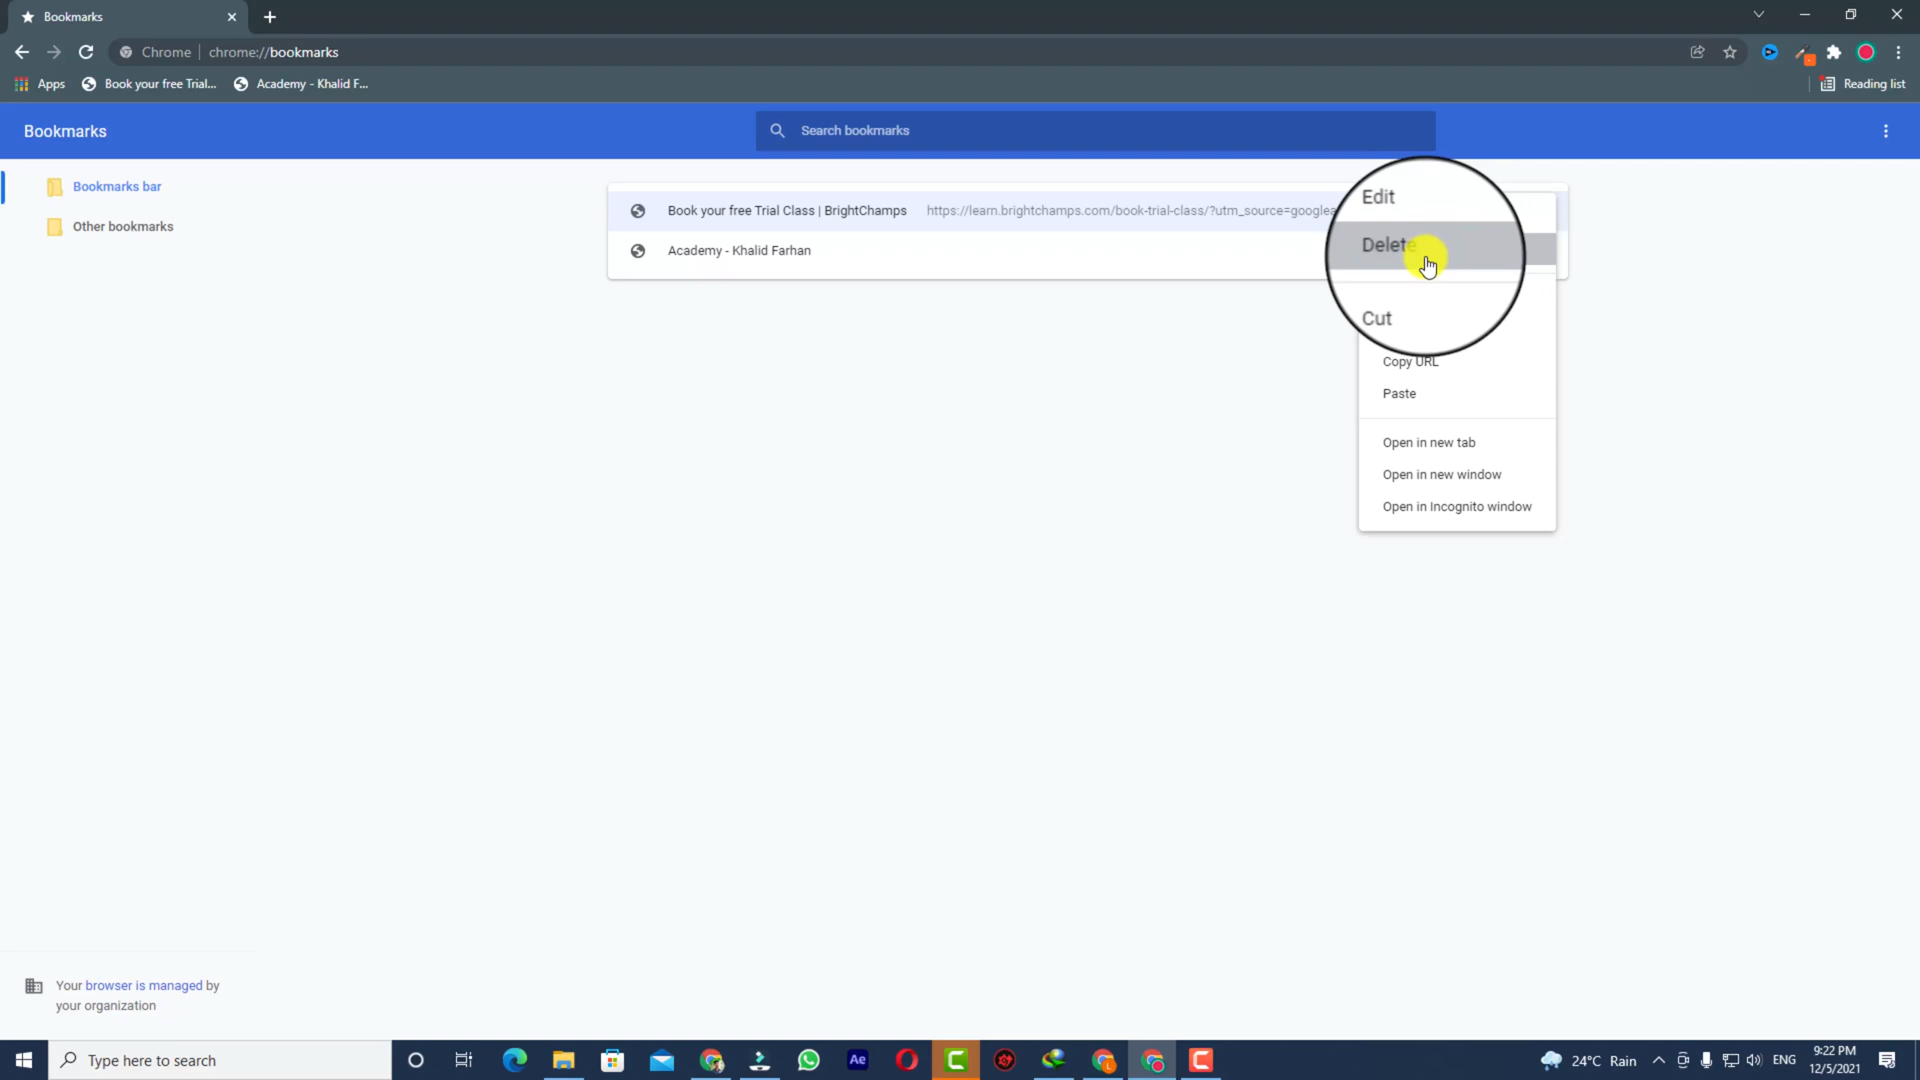 Bookmarks
Chrome | chrome://bookmarks
Apps Book your free Trial... Academy - Khalid F... Reading list
Bookmarks
Search bookmarks
Bookmarks bar
Other bookmarks
Book your free Trial Class | BrightChamps https://learn.brightchamps.com/book-trial-class/?utm_source=googlea
Academy - Khalid Farhan
Edit
Delete
Cut
Copy URL
Paste
Open in new tab
Open in new window
Open in Incognito window
Your browser is managed by
your organization
Type here to search
Ae
24°C Rain
ENG
9:22 PM
12/5/2021